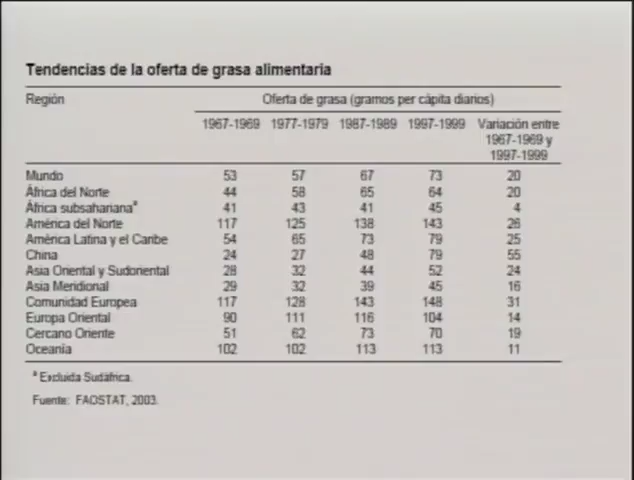 Tendencias de la oferta de grasa alimentaria
Región Oferta de grasa (gramos per cápita diarios)
1967-1969 1977-1979 1987-1989 1997-1999 Variación entre
1967-1969 y
1997-1999
Mundo 53 57 67 73 20
África del Norte 44 58 65 64 20
África subsahariana a 41 43 41 45 4
América del Norte 117 125 138 143 26
América Latina y el Caribe 54 65 73 79 25
China 24 27 48 79 55
Asia Oriental y Sudoriental 28 32 44 52 24
Asia Meridional 29 32 39 45 16
Comunidad Europea 117 128 143 148 31
Europa Oriental 90 111 116 104 14
Cercano Oriente 51 62 73 70 19
Oceanía 102 102 113 113 11
a Excluida Sudáfrica.
Fuente: FAOSTAT, 2003.